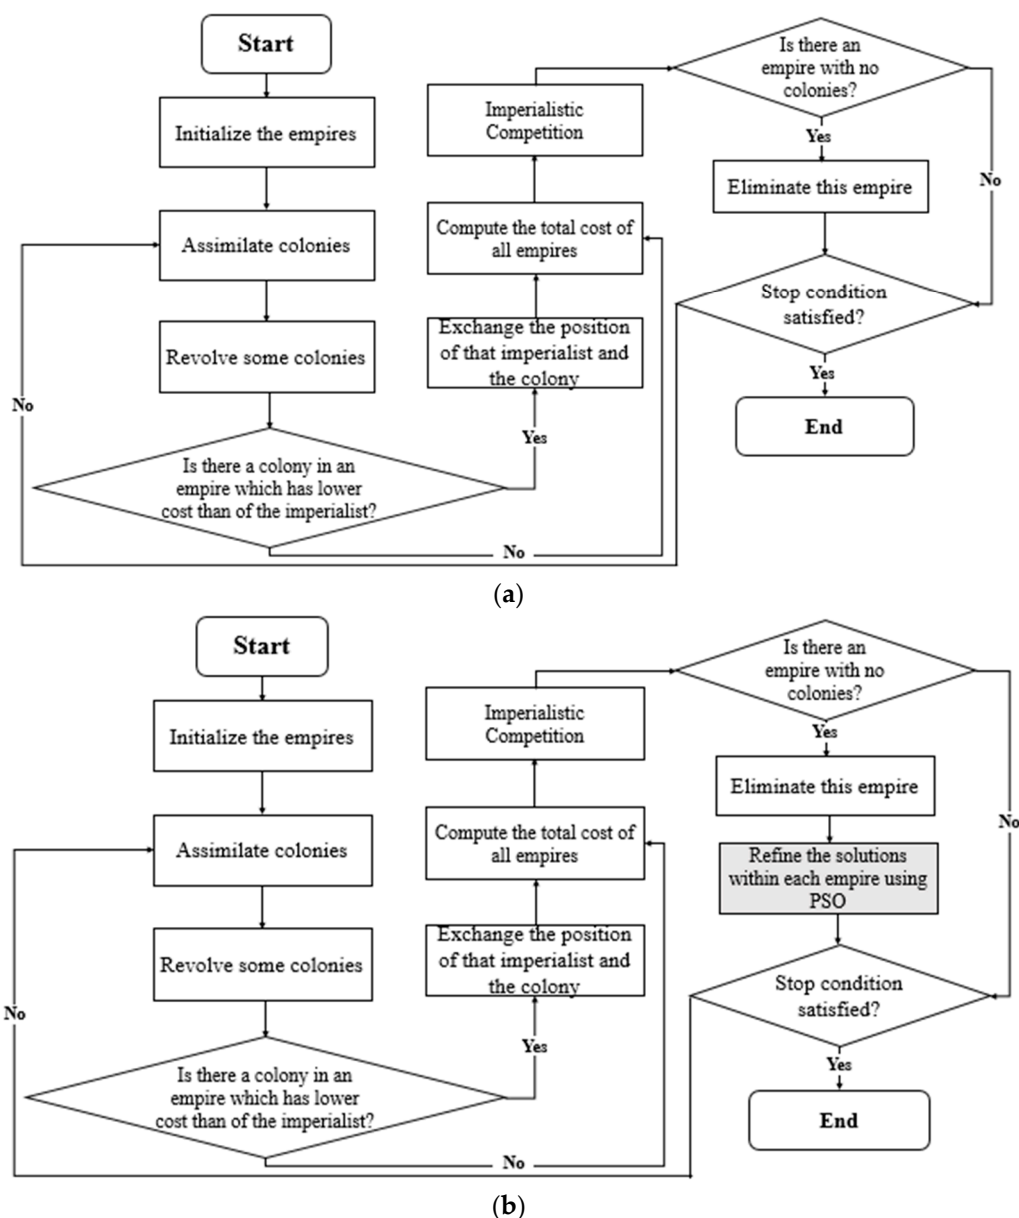 Start
Initialize the empires
Assimilate colonies
Revolve some colonies
No
Is there a colony in an
empire which has lower
cost than of the imperialist?
Yes
No
Exchange the position
of that imperialist and
the colony
Compute the total cost of
all empires
Imperialistic
Competition
Is there an
empire with no
colonies?
Yes
No
Eliminate this empire
Stop condition
satisfied?
Yes
End
(a)
Start
Initialize the empires
Assimilate colonies
Revolve some colonies
No
Is there a colony in an
empire which has lower
cost than of the imperialist?
Yes
No
Exchange the position
of that imperialist and
the colony
Compute the total cost of
all empires
Imperialistic
Competition
Is there an
empire with no
colonies?
Yes
No
Eliminate this empire
Refine the solutions
within each empire using
PSO
Stop condition
satisfied?
Yes
End
(b)